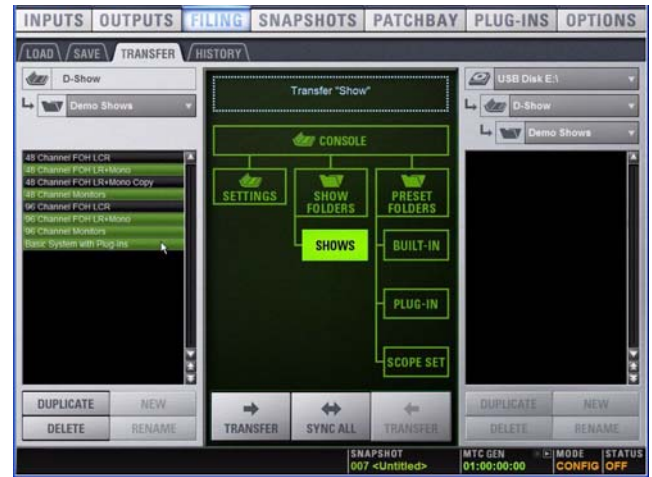 INPUTS OUTPUTS FILING SNAPSHOTS PATCHBAY PLUG-INS OPTIONS
LOAD SAVE TRANSFER HISTORY
D-Show
Demo Shows
48 Channel FOH LCR
48 Channel FOH LR+Mono
48 Channel FOH LR+Mono Copy
48 Channel Monitors
96 Channel FOH LCR
96 Channel FOH LR+Mono
96 Channel Monitors
Basic System with Plug-ins
DUPLICATE NEW
DELETE RENAME
Transfer "Show"
CONSOLE
SETTINGS
SHOW
FOLDERS
PRESET
FOLDERS
SHOWS
BUILT-IN
PLUG-IN
SCOPE SET
TRANSFER SYNC ALL TRANSFER
USB Disk E:\
D-Show
Demo Shows
DUPLICATE NEW
DELETE RENAME
SNAPSHOT MTC GEN MODE STATUS
007 <Untitled> 01:00:00:00 CONFIG OFF